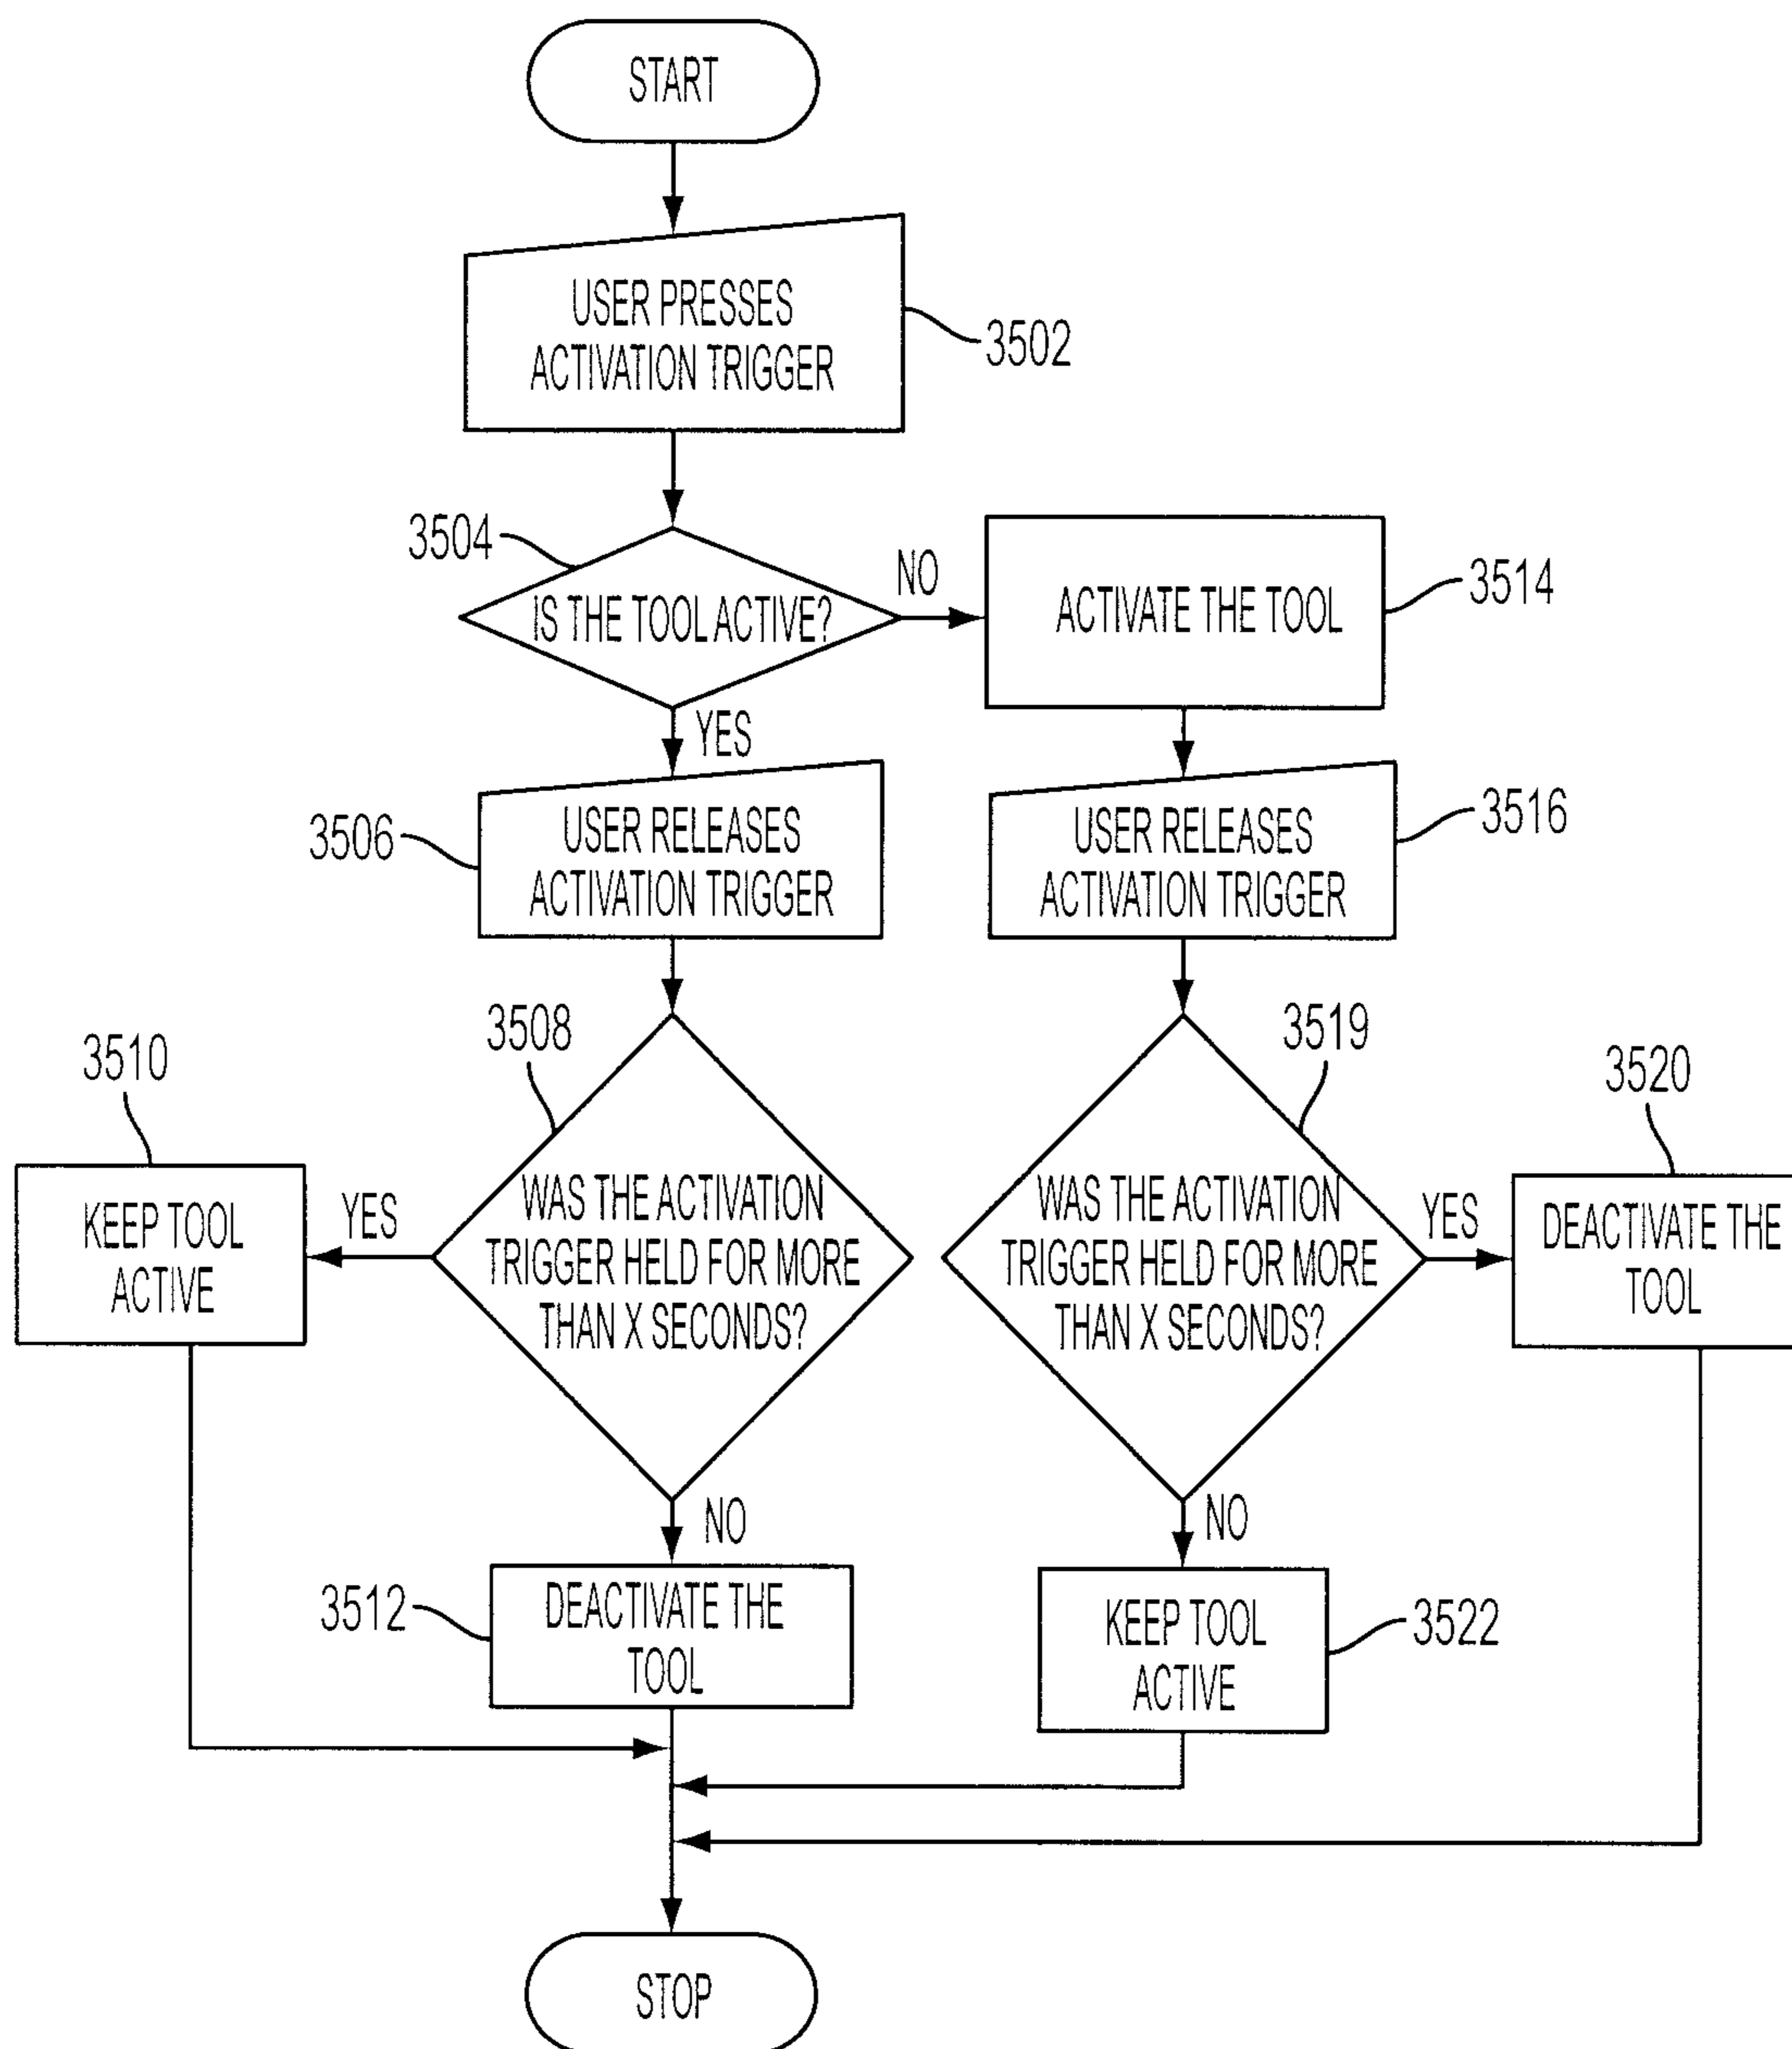 START
USER PRESSES
ACTIVATION TRIGGER
3502
3504
IS THE TOOL ACTIVE?
NO
ACTIVATE THE TOOL
3514
YES
3506
USER RELEASES
ACTIVATION TRIGGER
USER RELEASES
ACTIVATION TRIGGER
3516
3510
3508
3519
3520
KEEP TOOL
ACTIVE
YES
WAS THE ACTIVATION
TRIGGER HELD FOR MORE
THAN X SECONDS?
WAS THE ACTIVATION
TRIGGER HELD FOR MORE
THAN X SECONDS?
YES
DEACTIVATE THE
TOOL
NO
NO
3512
DEACTIVATE THE
TOOL
KEEP TOOL
ACTIVE
3522
STOP